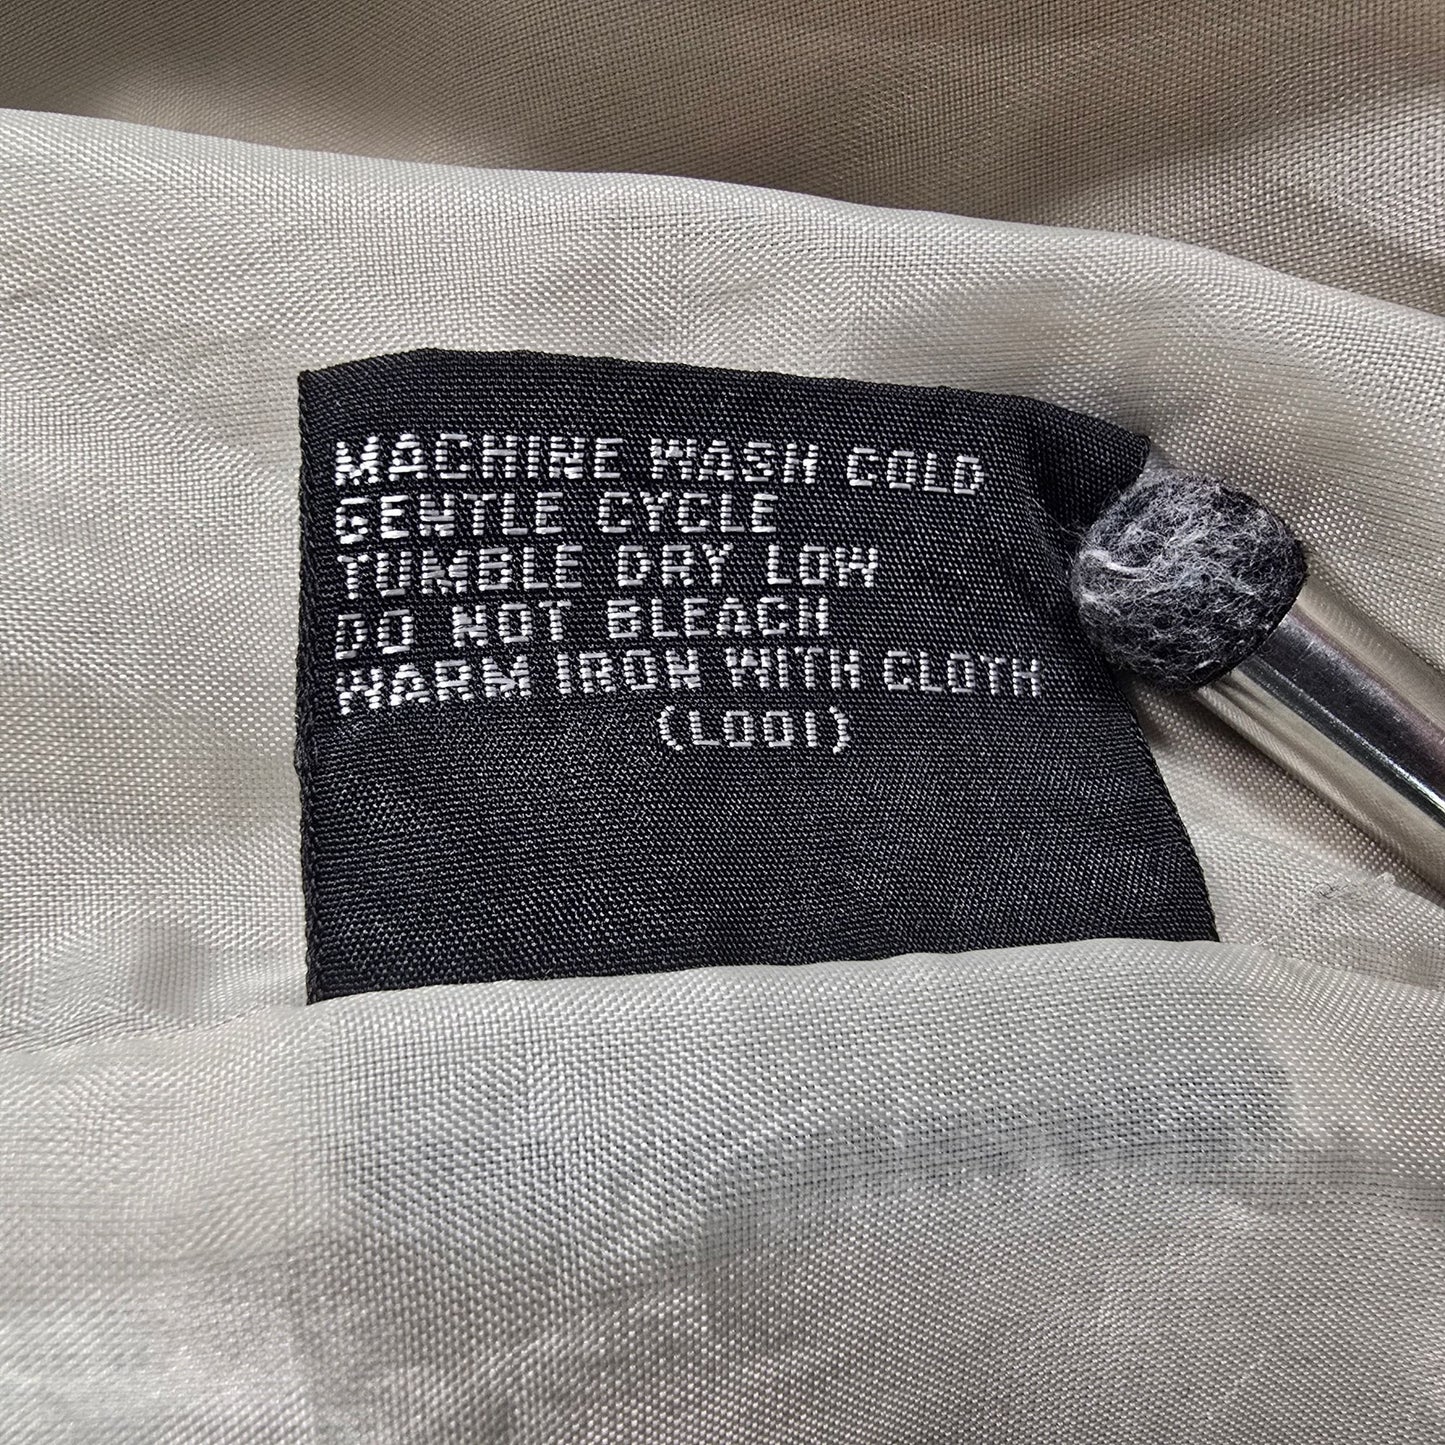 MACHINE WASH COLD
GENTLE CYCLE
TUMBLE DRY LOW
DO NOT BLEACH
WARM IRON WITH CLOTH
(L001)